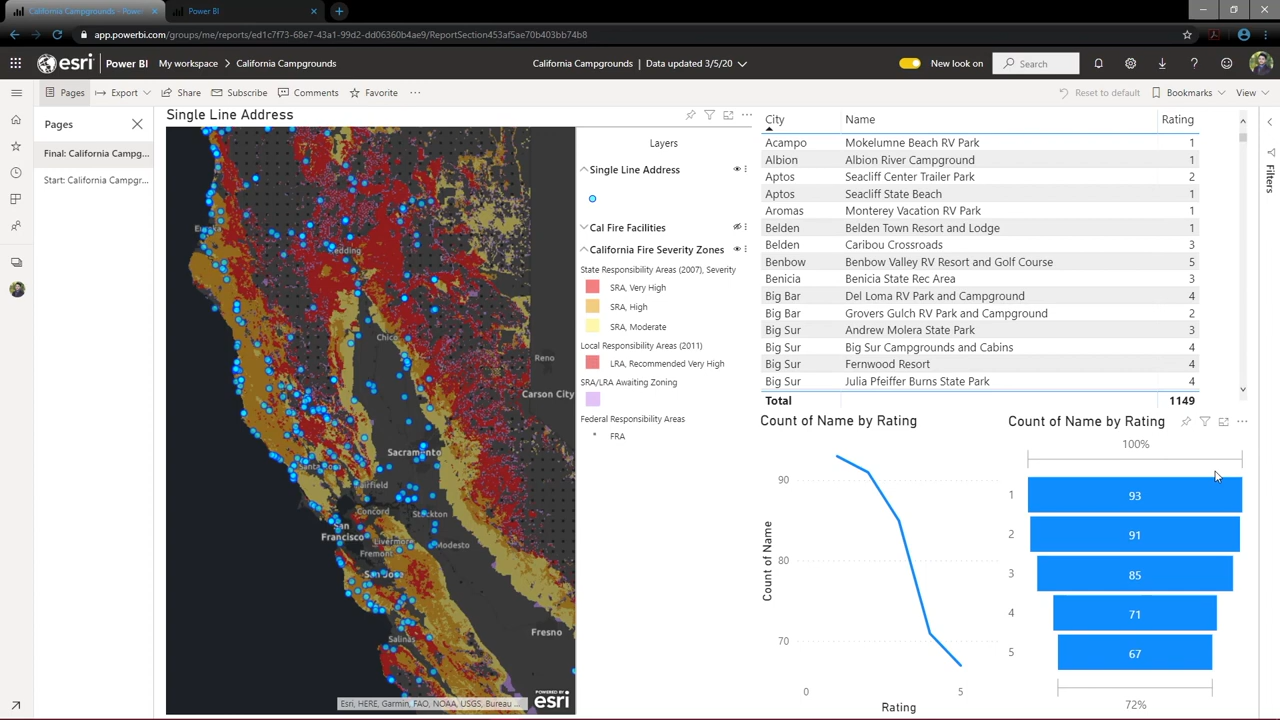 California Campgrounds - Power
Power BI
app.powerbi.com/groups/me/reports/ed1c7f73-68e7-43a1-99d2-dd06360b4ae9/ReportSection453af5ae70b403bb74b8
esri Power BI My workspace > California Campgrounds
California Campgrounds | Data updated 3/5/20
New look on
Search
Pages
Export
Share
Subscribe
Comments
Favorite
Reset to default
Bookmarks
View
Pages
Final: California Campg...
Start: California Campgr...
Single Line Address
Eureka
Redding
Chico
Reno
Carson City
Sacramento
Santa Rosa
Fairfield
Concord
Stockton
San Francisco
Livermore
Modesto
Fremont
San Jose
Salinas
Fresno
Esri, HERE, Garmin, FAO, NOAA, USGS, Bureau ...
POWERED BY
esri
Layers
Single Line Address
Cal Fire Facilities
California Fire Severity Zones
State Responsibility Areas (2007), Severity
SRA, Very High
SRA, High
SRA, Moderate
Local Responsibility Areas (2011)
LRA, Recommended Very High
SRA/LRA Awaiting Zoning
Federal Responsibility Areas
FRA
City Name Rating
Acampo Mokelumne Beach RV Park 1
Albion Albion River Campground 1
Aptos Seacliff Center Trailer Park 2
Aptos Seacliff State Beach 1
Aromas Monterey Vacation RV Park 1
Belden Belden Town Resort and Lodge 1
Belden Caribou Crossroads 3
Benbow Benbow Valley RV Resort and Golf Course 5
Benicia Benicia State Rec Area 3
Big Bar Del Loma RV Park and Campground 4
Big Bar Grovers Gulch RV Park and Campground 2
Big Sur Andrew Molera State Park 3
Big Sur Big Sur Campgrounds and Cabins 4
Big Sur Fernwood Resort 4
Big Sur Julia Pfeiffer Burns State Park 4
Total 1149
Count of Name by Rating
90
80
70
Count of Name
0 5
Rating
Count of Name by Rating
100%
1 93
2 91
3 85
4 71
5 67
72%
Filters